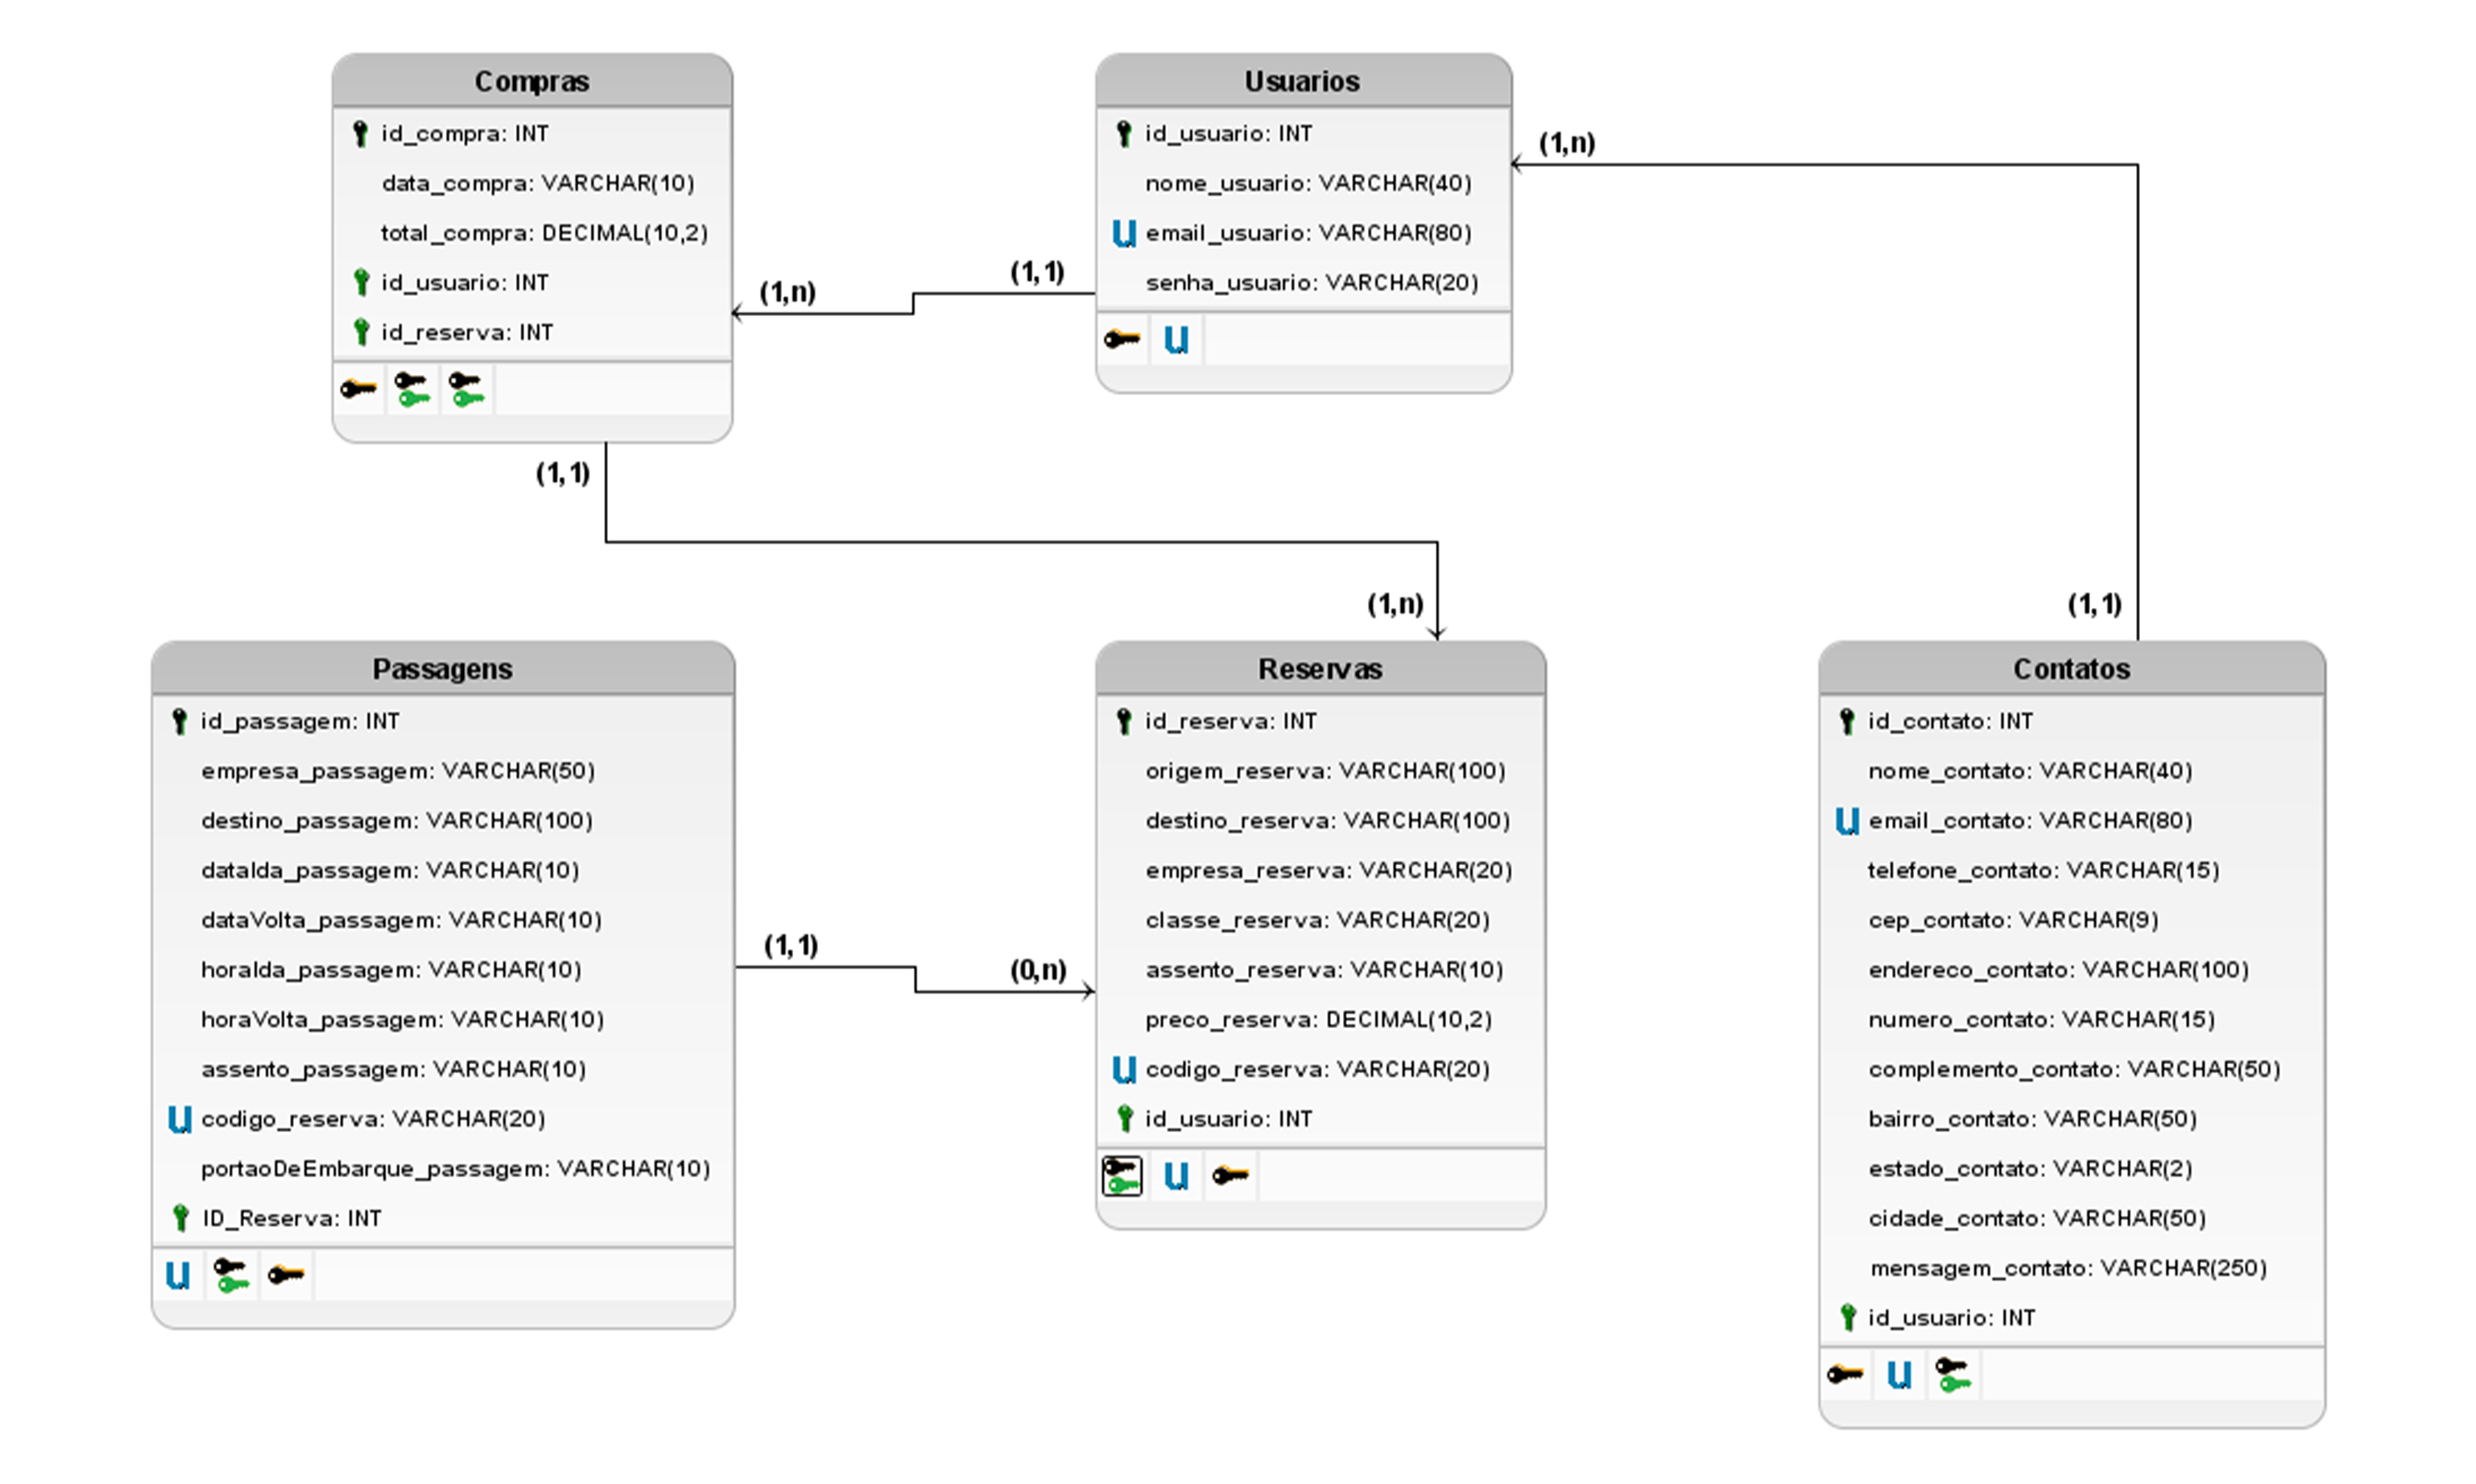 Compras
id_compra: INT
data_compra: VARCHAR(10)
total_compra: DECIMAL(10,2)
id_usuario: INT
id_reserva: INT
(1,n)
(1,1)
Usuarios
id_usuario: INT
nome_usuario: VARCHAR(40)
U email_usuario: VARCHAR(80)
senha_usuario: VARCHAR(20)
U
(1,n)
(1,1)
(1,n)
(1,1)
Passagens
id_passagem: INT
empresa_passagem: VARCHAR(50)
destino_passagem: VARCHAR(100)
dataIda_passagem: VARCHAR(10)
dataVolta_passagem: VARCHAR(10)
horaIda_passagem: VARCHAR(10)
horaVolta_passagem: VARCHAR(10)
assento_passagem: VARCHAR(10)
U codigo_reserva: VARCHAR(20)
portaoDeEmbarque_passagem: VARCHAR(10)
ID_Reserva: INT
U
(1,1)
(0,n)
Reservas
id_reserva: INT
origem_reserva: VARCHAR(100)
destino_reserva: VARCHAR(100)
empresa_reserva: VARCHAR(20)
classe_reserva: VARCHAR(20)
assento_reserva: VARCHAR(10)
preco_reserva: DECIMAL(10,2)
U codigo_reserva: VARCHAR(20)
id_usuario: INT
U
Contatos
id_contato: INT
nome_contato: VARCHAR(40)
U email_contato: VARCHAR(80)
telefone_contato: VARCHAR(15)
cep_contato: VARCHAR(9)
endereco_contato: VARCHAR(100)
numero_contato: VARCHAR(15)
complemento_contato: VARCHAR(50)
bairro_contato: VARCHAR(50)
estado_contato: VARCHAR(2)
cidade_contato: VARCHAR(50)
mensagem_contato: VARCHAR(250)
id_usuario: INT
U